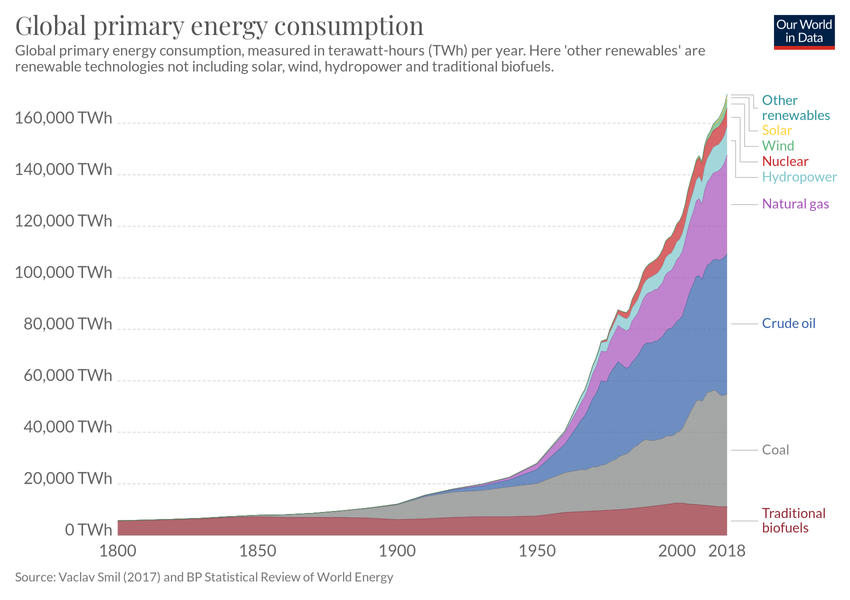 Global primary energy consumption
Our World
in Data
Global primary energy consumption, measured in terawatt-hours (TWh) per year. Here 'other renewables' are
renewable technologies not including solar, wind, hydropower and traditional biofuels.
160,000 TWh
140,000 TWh
120,000 TWh
100,000 TWh
80,000 TWh
60,000 TWh
40,000 TWh
20,000 TWh
0 TWh
Other
renewables
Solar
Wind
Nuclear
Hydropower
Natural gas
Crude oil
Coal
Traditional
biofuels
1800 1850 1900 1950 2000 2018
Source: Vaclav Smil (2017) and BP Statistical Review of World Energy